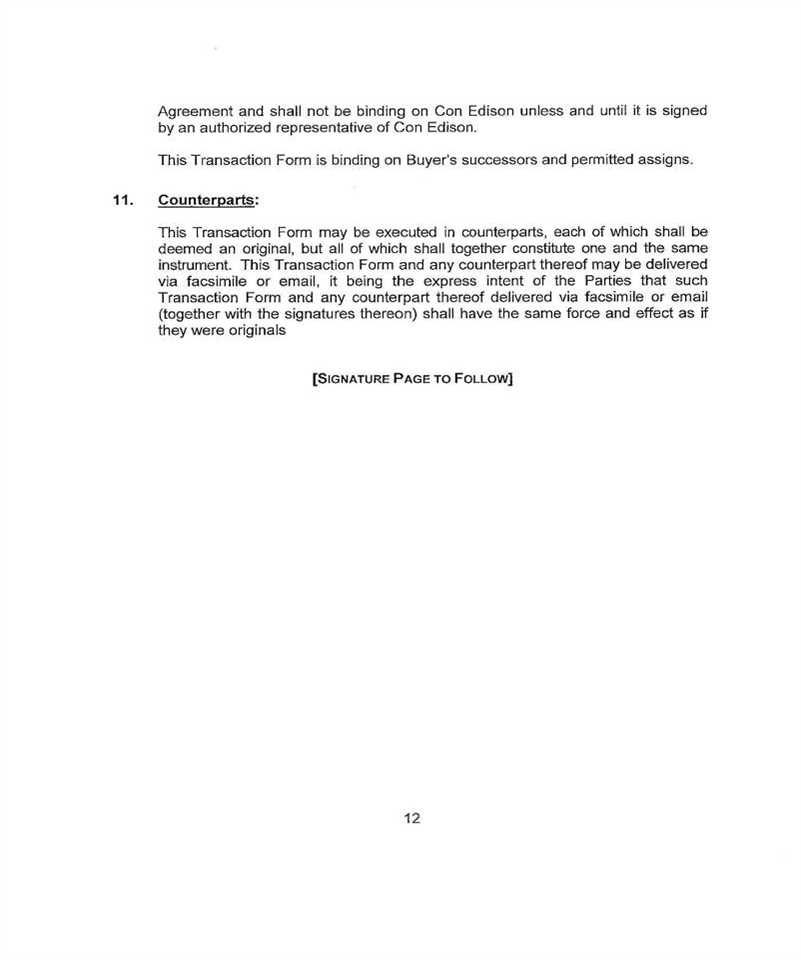 Agreement and shall not be binding on Con Edison unless and until it is signed
by an authorized representative of Con Edison.
This Transaction Form is binding on Buyer's successors and permitted assigns.
11. Counterparts:
This Transaction Form may be executed in counterparts, each of which shall be
deemed an original, but all of which shall together constitute one and the same
instrument. This Transaction Form and any counterpart thereof may be delivered
via facsimile or email, it being the express intent of the Parties that such
Transaction Form and any counterpart thereof delivered via facsimile or email
(together with the signatures thereon) shall have the same force and effect as if
they were originals
[SIGNATURE PAGE TO FOLLOW]
12